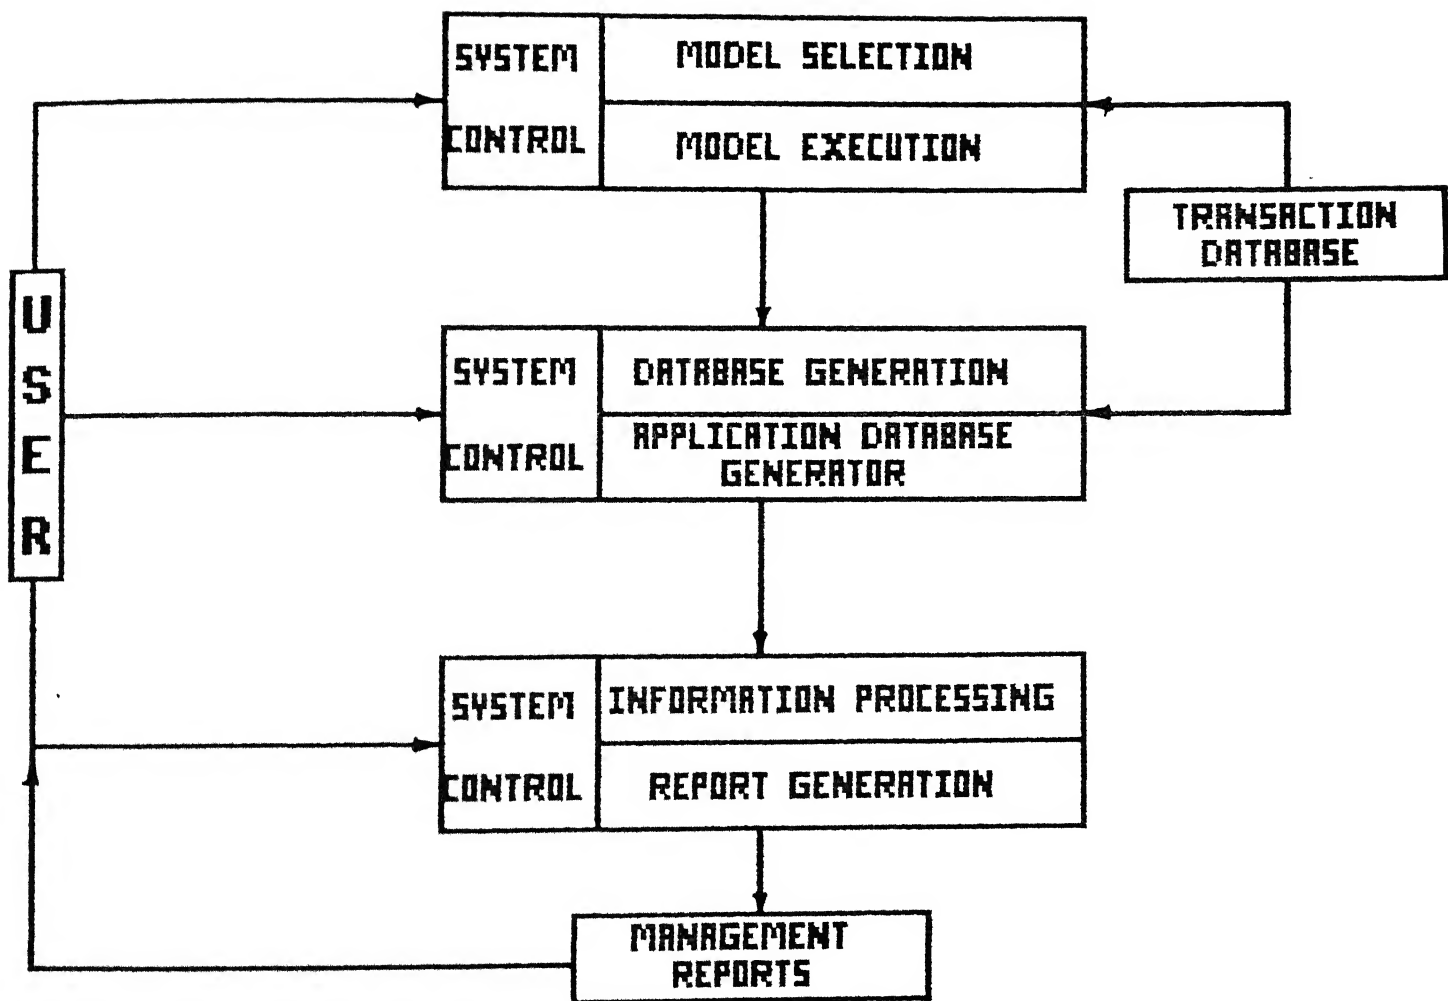 SYSTEM
CONTROL
MODEL SELECTION
MODEL EXECUTION
TRANSACTION
DATABASE
USER
SYSTEM
CONTROL
DATABASE GENERATION
APPLICATION DATABASE
GENERATOR
SYSTEM
CONTROL
INFORMATION PROCESSING
REPORT GENERATION
MANAGEMENT
REPORTS